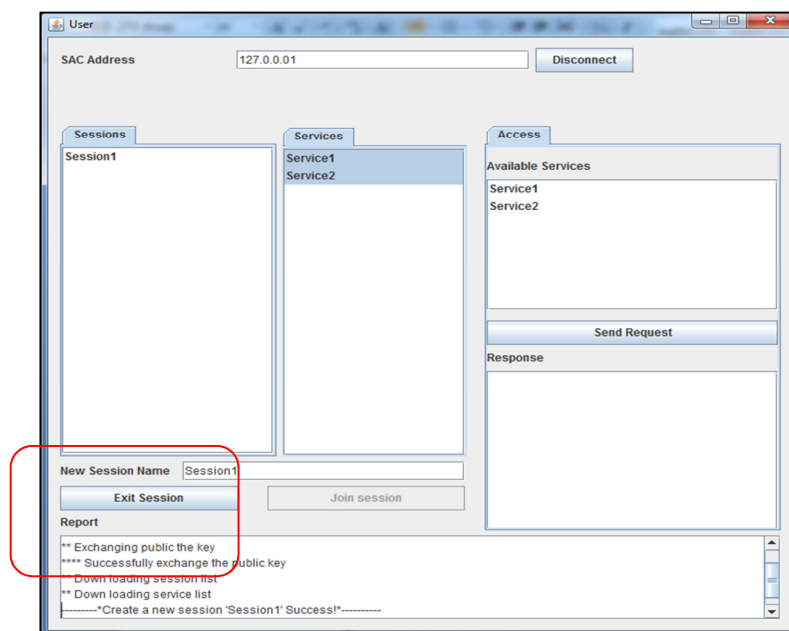 User
SAC Address
127.0.0.01
Disconnect
Sessions
Services
Access
Session1
Service1
Service2
Available Services
Service1
Service2
Send Request
Response
New Session Name
Session1
Exit Session
Join session
Report
** Exchanging public the key
**** Successfully exchange the public key
** Down loading session list
** Down loading service list
---------*Create a new session 'Session1' Success!*----------